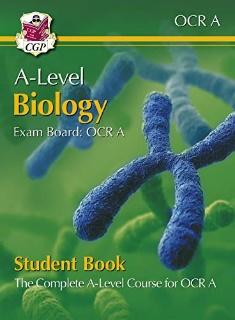 OCR A
CGP
A-Level
Biology
Exam Board: OCR A
Student Book
The Complete A-Level Course for OCR A